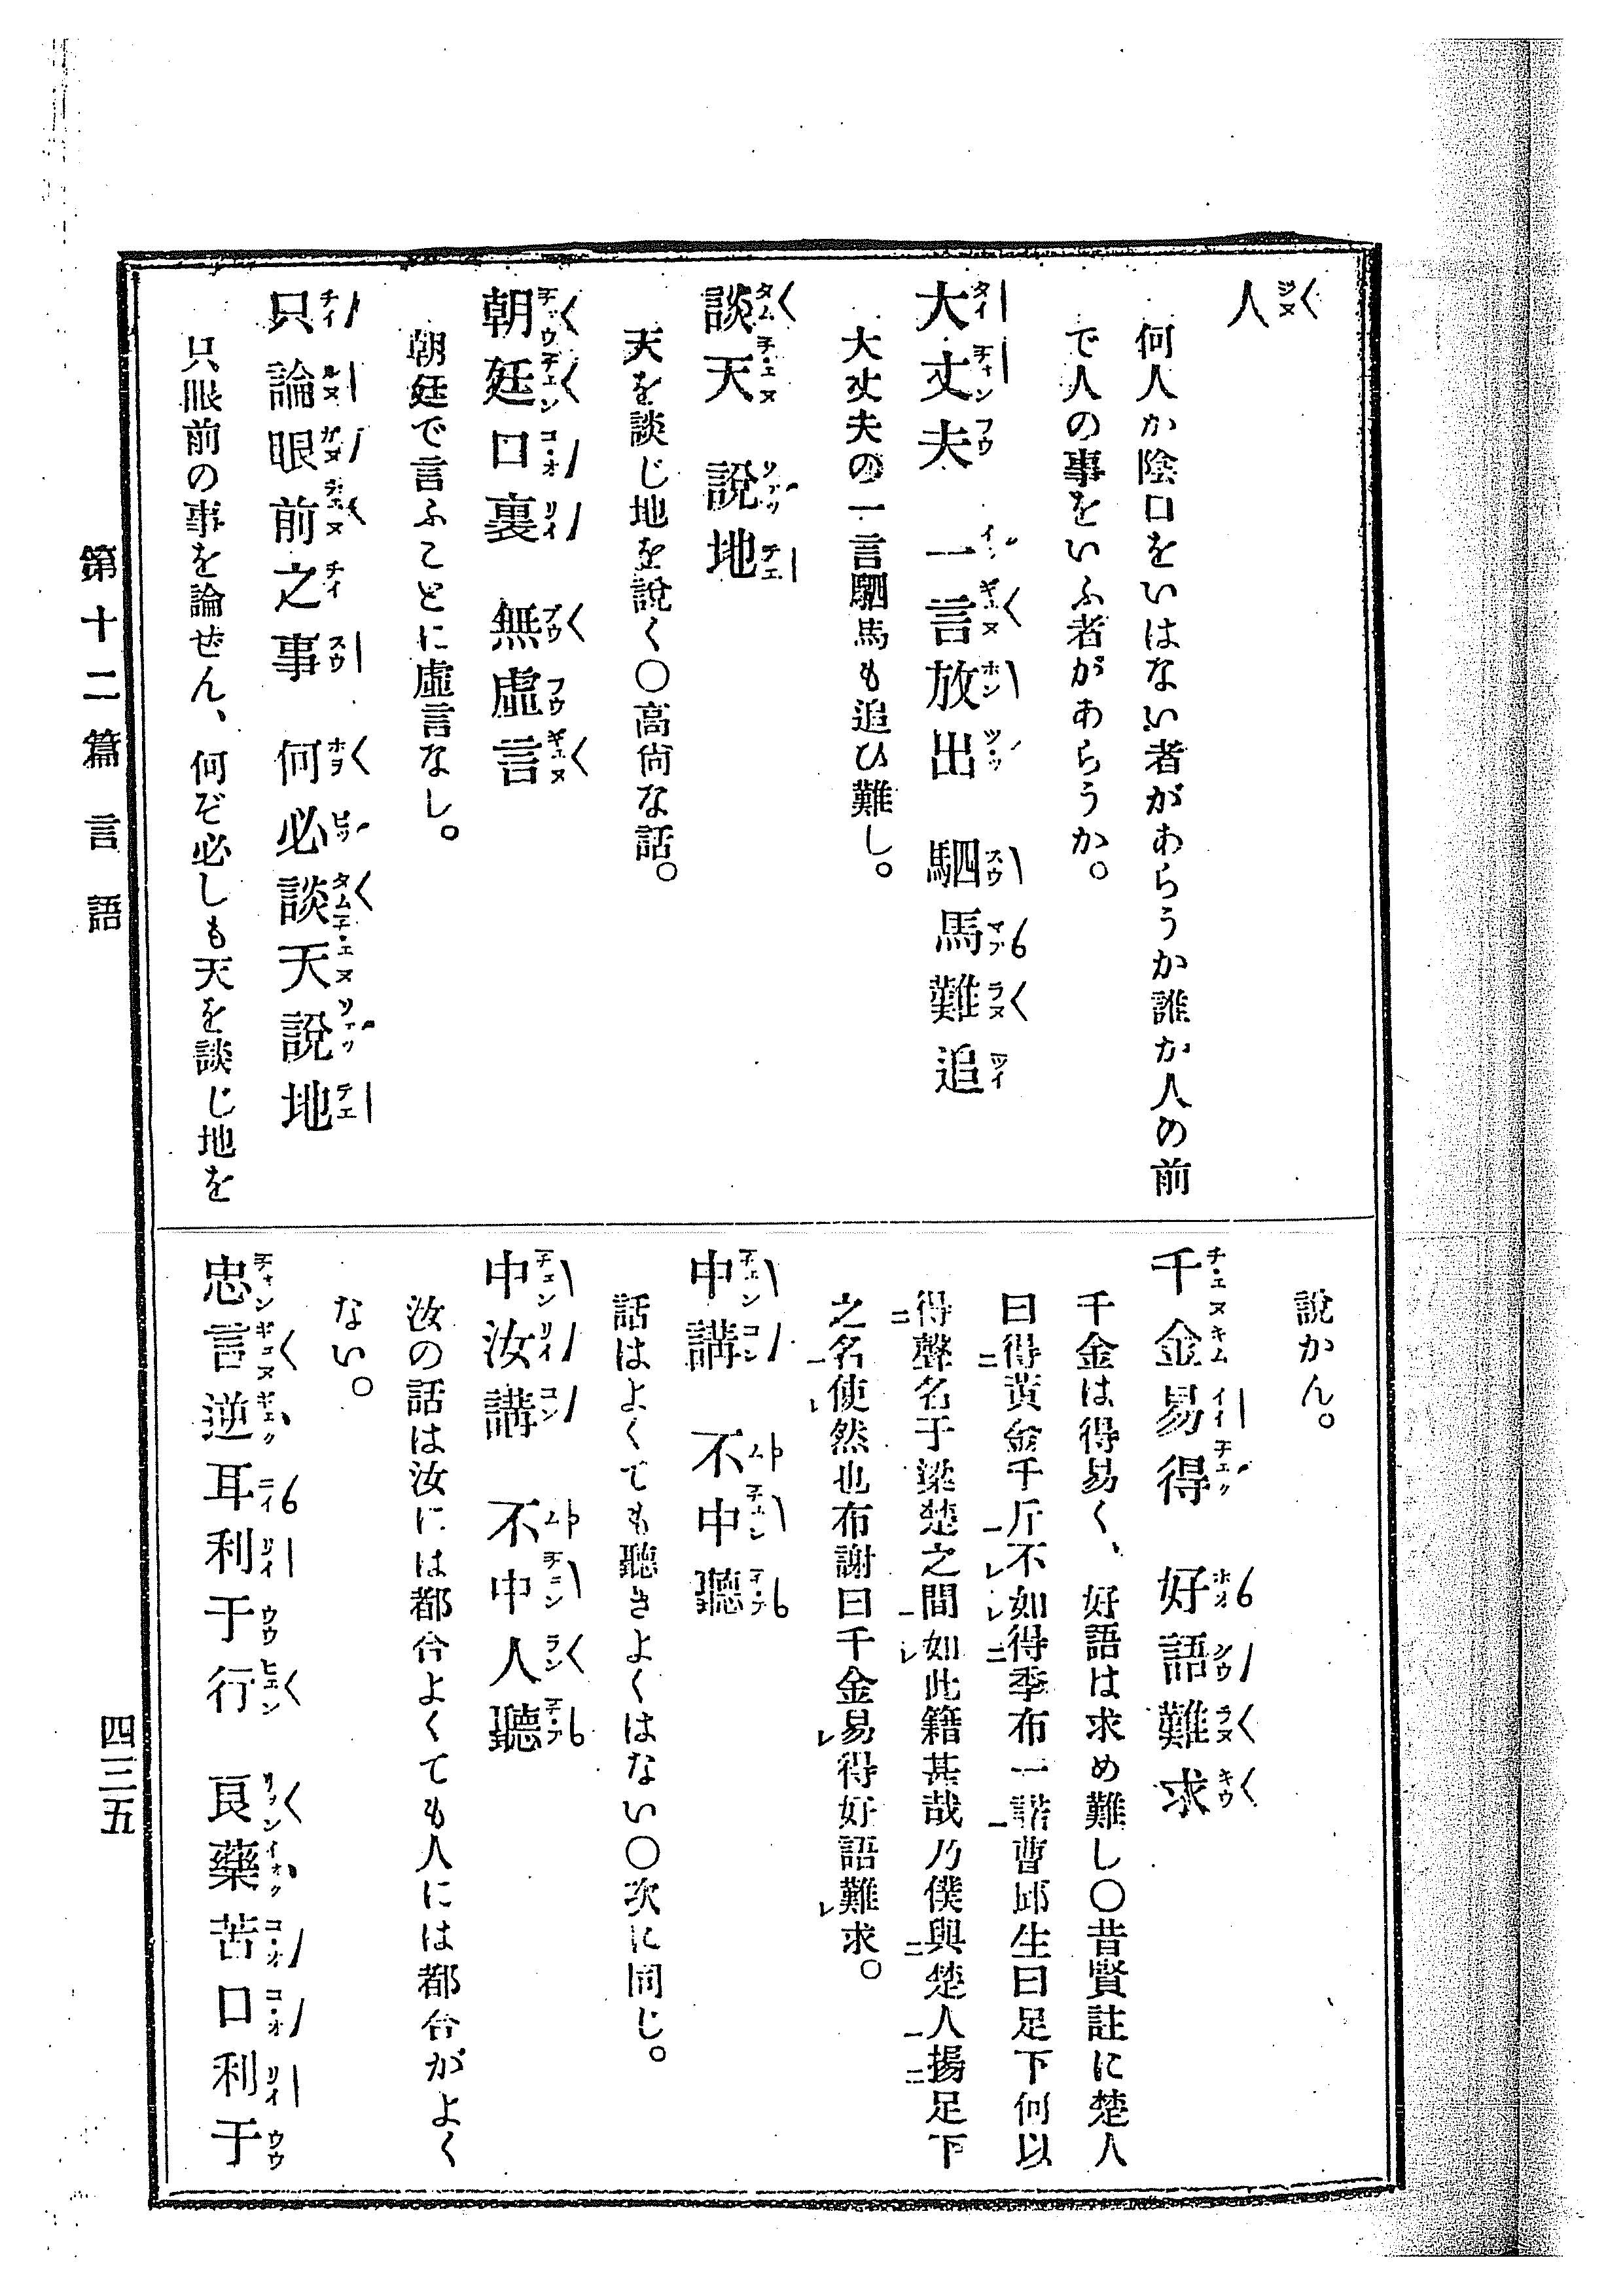 人
何人か陰口をいはない者があらうか誰か人の前
で人の事をいふ者があらうか。
大丈夫　一言放出　駟馬難追
大丈夫の一言駟馬も追ひ難し。
談天　說地
天を談じ地を說く〇高尙な話。
朝廷口裏　無虛言
朝廷で言ふことに虛言なし。
只論眼前之事　何必談天說地
只眼前の事を論ぜん、何ぞ必しも天を談じ地を
說かん。
千金易得　好語難求
千金は得易く、好語は求め難し〇昔賢註に楚人
曰得黃金千斤不如得季布一諾曹邱生曰足下何以
得聲名于梁楚之間如此籍甚哉乃僕與楚人揚足下
之名使然也布謝曰千金易得好語難求。
中講　不中聽
話はよくても聽きよくはない〇次に同じ。
中汝講　不中人聽
汝の話は汝には都合よくても人には都合がよく
ない。
忠言逆耳利于行　良藥苦口利于
第十二篇　言語
四三五